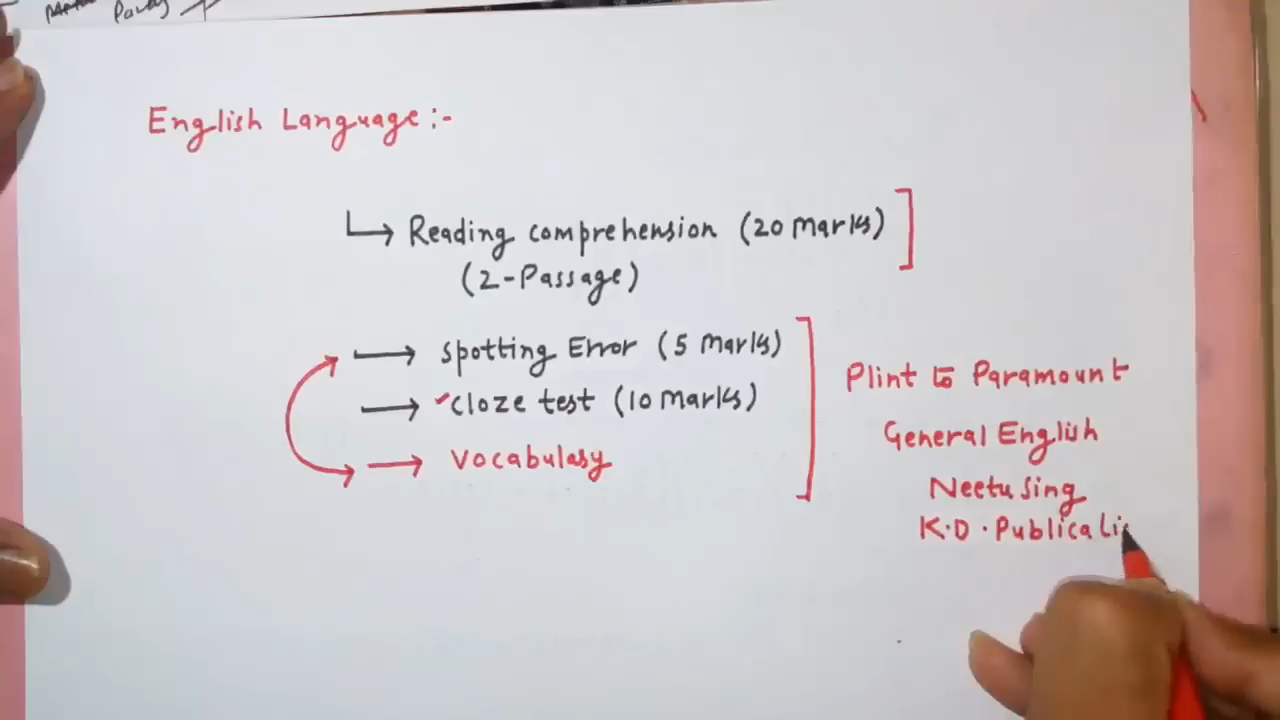 English Language :-
Reading comprehension (20 marks)
(2-Passage)
Spotting Error (5 marks)
cloze test (10 marks)
vocabulary
Plint to Paramount
General English
Neetu Sing
K.D. Publicati